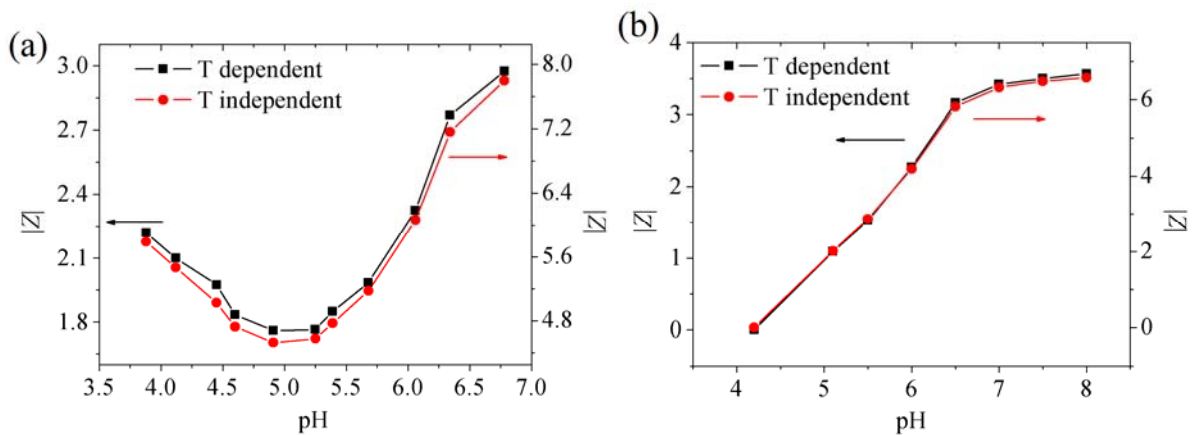 (a)
T dependent
T independent
|Z|
3.0
2.7
2.4
2.1
1.8
8.0
7.2
6.4
5.6
4.8
|Z|
3.5 4.0 4.5 5.0 5.5 6.0 6.5 7.0
pH
(b)
T dependent
T independent
|Z|
4
3
2
1
0
6
4
2
0
|Z|
4 5 6 7 8
pH